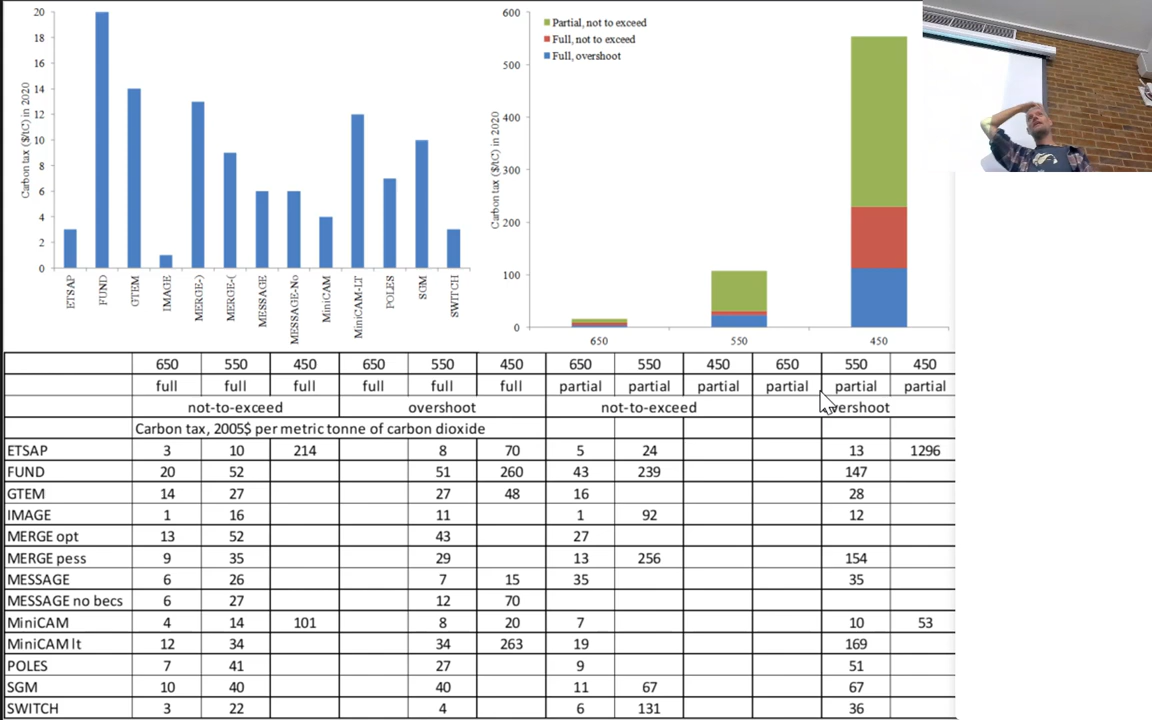 20
18
16
14
12
10
8
6
4
2
0
Carbon tax ($/tC) in 2020
ETSAP
FUND
GTEM
IMAGE
MERGE-)
MERGE-(
MESSAGE
MESSAGE-No
MiniCAM
MiniCAM-LT
POLES
SGM
SWITCH
600
500
400
300
200
100
0
Carbon tax ($/tC) in 2020
Partial, not to exceed
Full, not to exceed
Full, overshoot
650 550 450
650 550 450 650 550 450 650 550 450 650 550 450
full full full full full full partial partial partial partial partial partial
not-to-exceed overshoot not-to-exceed
Carbon tax, 2005$ per metric tonne of carbon dioxide
ETSAP 3 10 214 8 70 5 24 13 1296
FUND 20 52 51 260 43 239 147
GTEM 14 27 27 48 16 28
IMAGE 1 16 11 1 92 12
MERGE opt 13 52 43 27
MERGE pess 9 35 29 13 256 154
MESSAGE 6 26 7 15 35 35
MESSAGE no becs 6 27 12 70
MiniCAM 4 14 101 8 20 7 10 53
MiniCAM lt 12 34 34 263 19 169
POLES 7 41 27 9 51
SGM 10 40 40 11 67 67
SWITCH 3 22 4 6 131 36